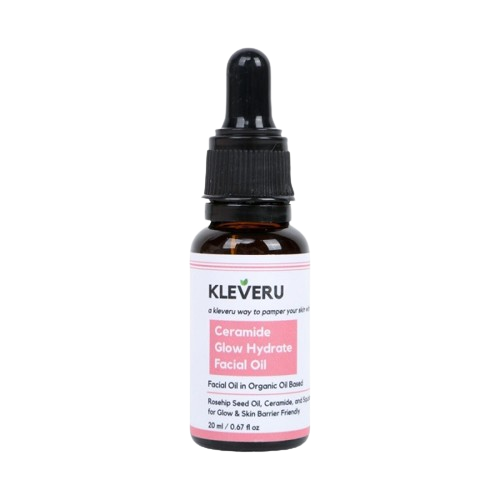 KLEVERU
a kleveru way to pamper your skin
Ceramide
Glow Hydrate
Facial Oil
Facial Oil in Organic Oil Based
Rosehip Seed Oil, Ceramide, and
for Glow & Skin Barrier Friendly
20 ml / 0.67 fl oz